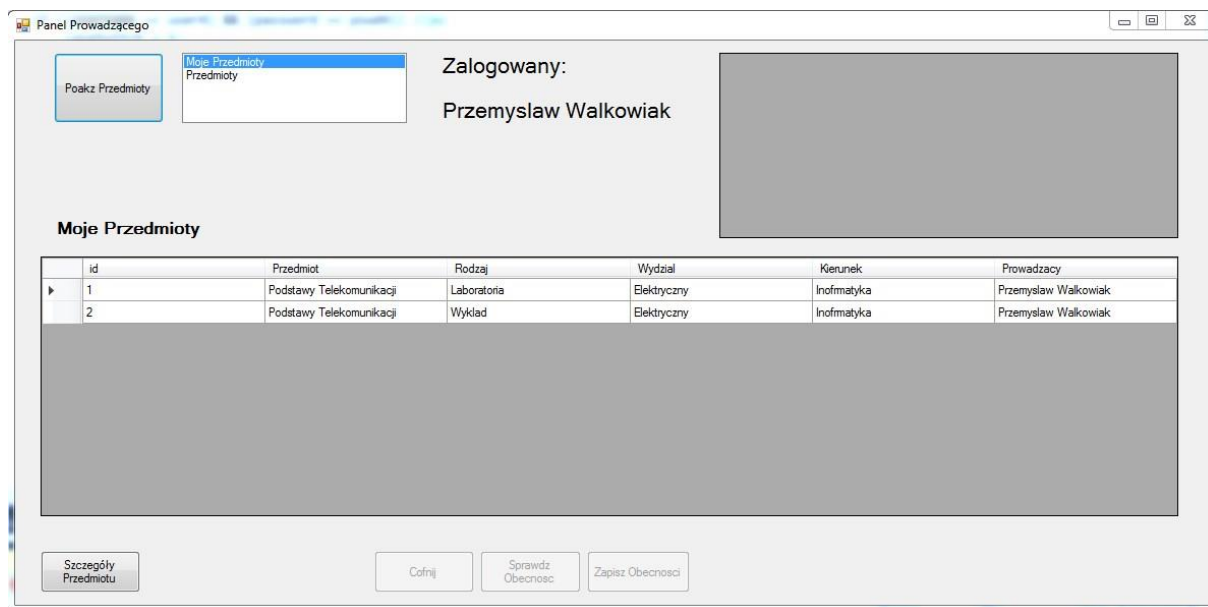 Panel Prowadzącego
Poakz Przedmioty
Moje Przedmioty
Przedmioty
Zalogowany:
Przemyslaw Walkowiak
Moje Przedmioty
id Przedmiot Rodzaj Wydzial Kierunek Prowadzacy
1 Podstawy Telekomunikacji Laboratoria Elektryczny Inofmatyka Przemyslaw Walkowiak
2 Podstawy Telekomunikacji Wyklad Elektryczny Inofmatyka Przemyslaw Walkowiak
Szczegóły
Przedmiotu
Cofnij
Sprawdz
Obecnosc
Zapisz Obecnosci